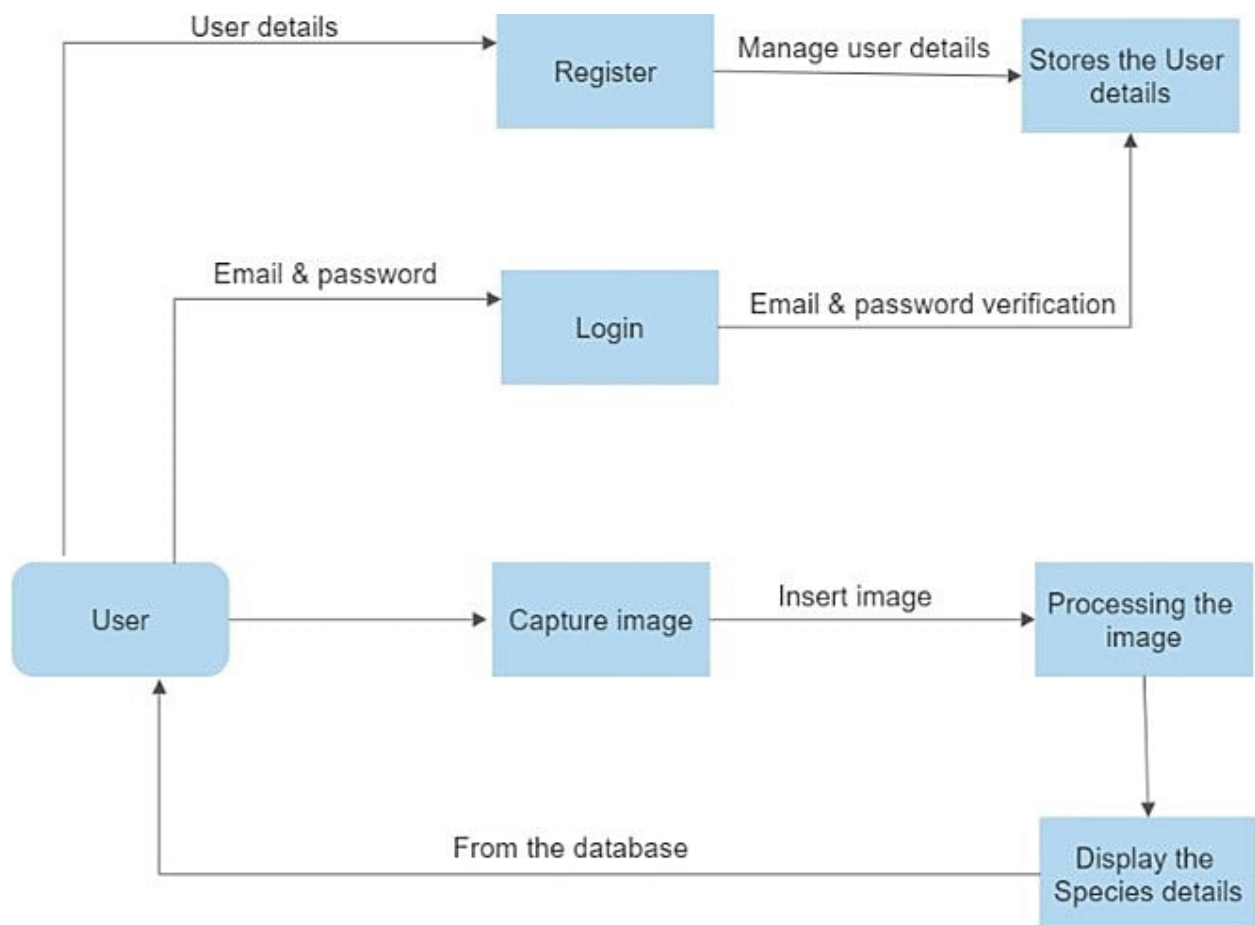 User details
Register
Manage user details
Stores the User
details
Email & password
Login
Email & password verification
User
Capture image
Insert image
Processing the
image
From the database
Display the
Species details